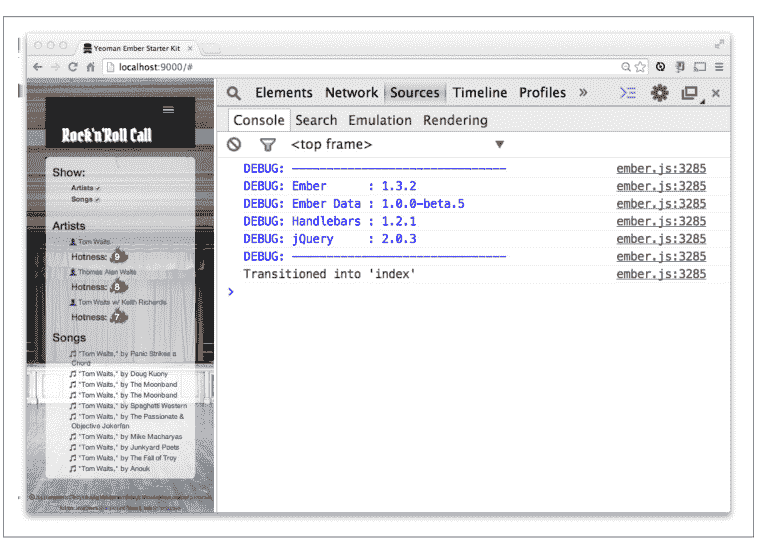 Yeoman Ember Starter Kit
localhost:9000/#
Rock'n'Roll Call
Show:
Artists
Songs
Artists
Tom Waits
Hotness: 9
Thomas Alan Waits
Hotness: 8
Tom Waits w/ Keith Richards
Hotness: 7
Songs
"Tom Waits," by Panic Strikes a
Chord
"Tom Waits," by Doug Kuony
"Tom Waits," by The Moonband
"Tom Waits," by The Moonband
"Tom Waits," by Spaghetti Western
"Tom Waits," by The Passionate &
Objective Jokerfan
"Tom Waits," by Mike Macharyas
"Tom Waits," by Junkyard Poets
"Tom Waits," by The Fall of Troy
"Tom Waits," by Anouk
Elements Network Sources Timeline Profiles »
Console Search Emulation Rendering
<top frame>
DEBUG: ------------------------------- ember.js:3285
DEBUG: Ember : 1.3.2 ember.js:3285
DEBUG: Ember Data : 1.0.0-beta.5 ember.js:3285
DEBUG: Handlebars : 1.2.1 ember.js:3285
DEBUG: jQuery : 2.0.3 ember.js:3285
DEBUG: ------------------------------- ember.js:3285
Transitioned into 'index' ember.js:3285